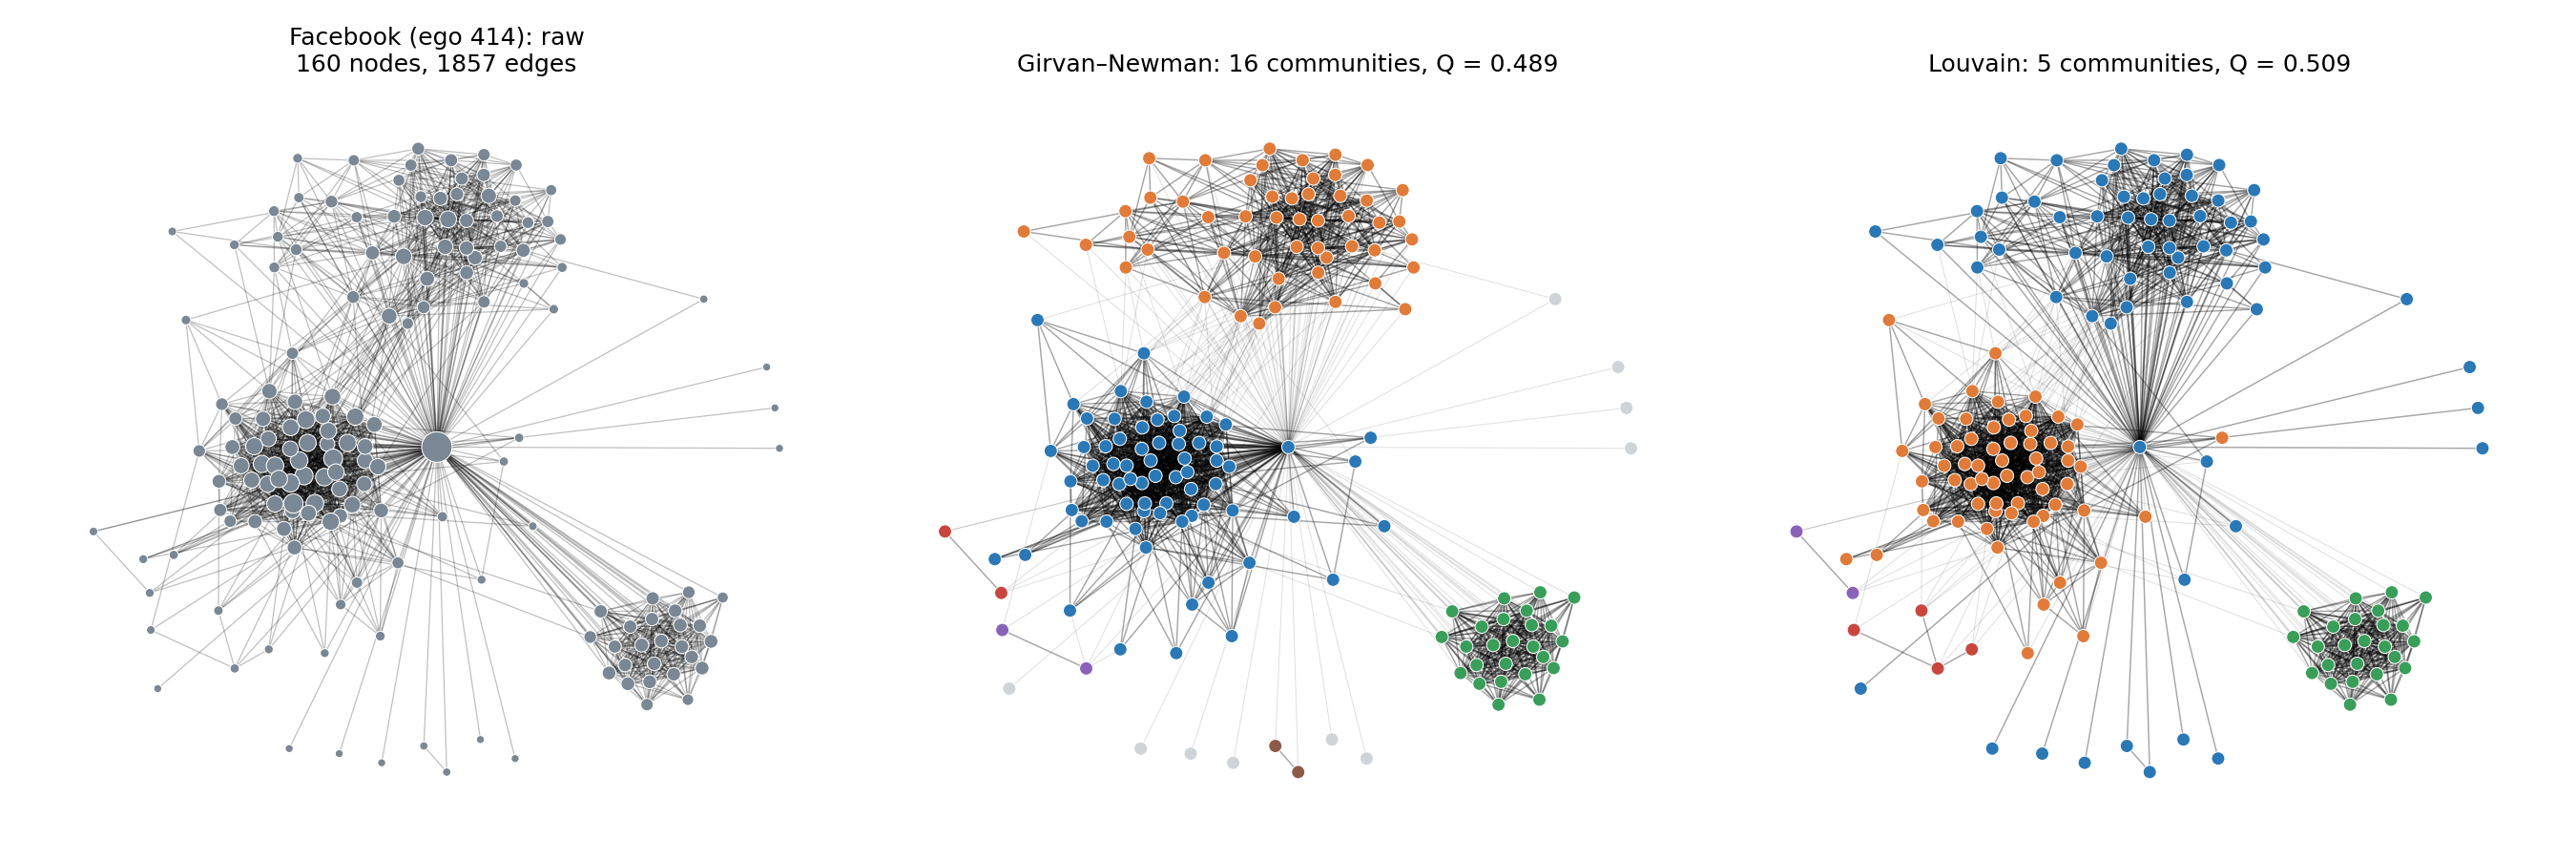 Facebook (ego 414): raw
160 nodes, 1857 edges
Girvan–Newman: 16 communities, Q = 0.489
Louvain: 5 communities, Q = 0.509